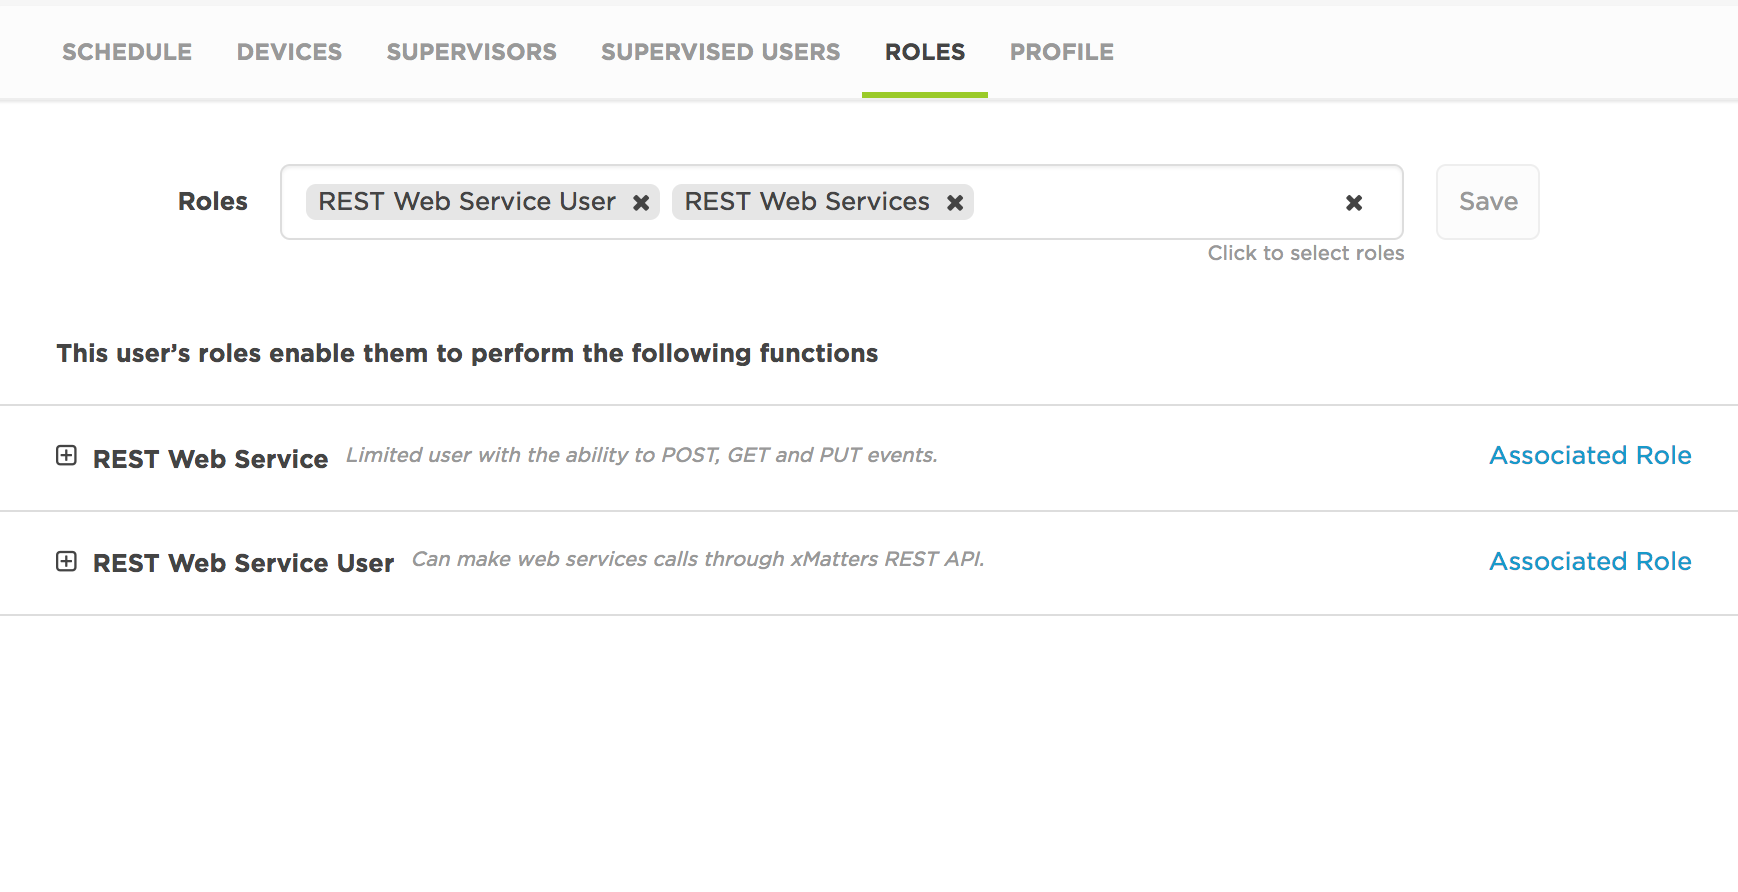 SCHEDULE DEVICES SUPERVISORS SUPERVISED USERS ROLES PROFILE
Roles REST Web Service User REST Web Services Save
Click to select roles
This user’s roles enable them to perform the following functions
REST Web Service Limited user with the ability to POST, GET and PUT events. Associated Role
REST Web Service User Can make web services calls through xMatters REST API. Associated Role